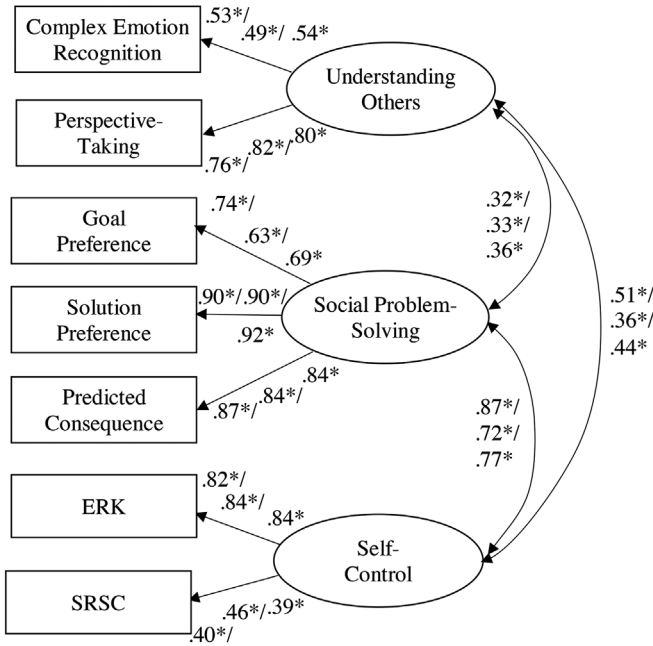 .53*/
.49*/ .54*
Complex Emotion
Recognition
Understanding
Others
Perspective-
Taking
.80*
.82*/
.76*/
.74*/
.63*/
.69*
Goal
Preference
.32*/
.33*/
.36*
.90*/ .90*/
.92*
Solution
Preference
Social Problem-
Solving
.51*/
.36*/
.44*
Predicted
Consequence
.84*
.84*/
.87*/
.87*/
.72*/
.77*
.82*/
.84*/
.84*
ERK
Self-
Control
SRSC
.39*
.46*/
.40*/